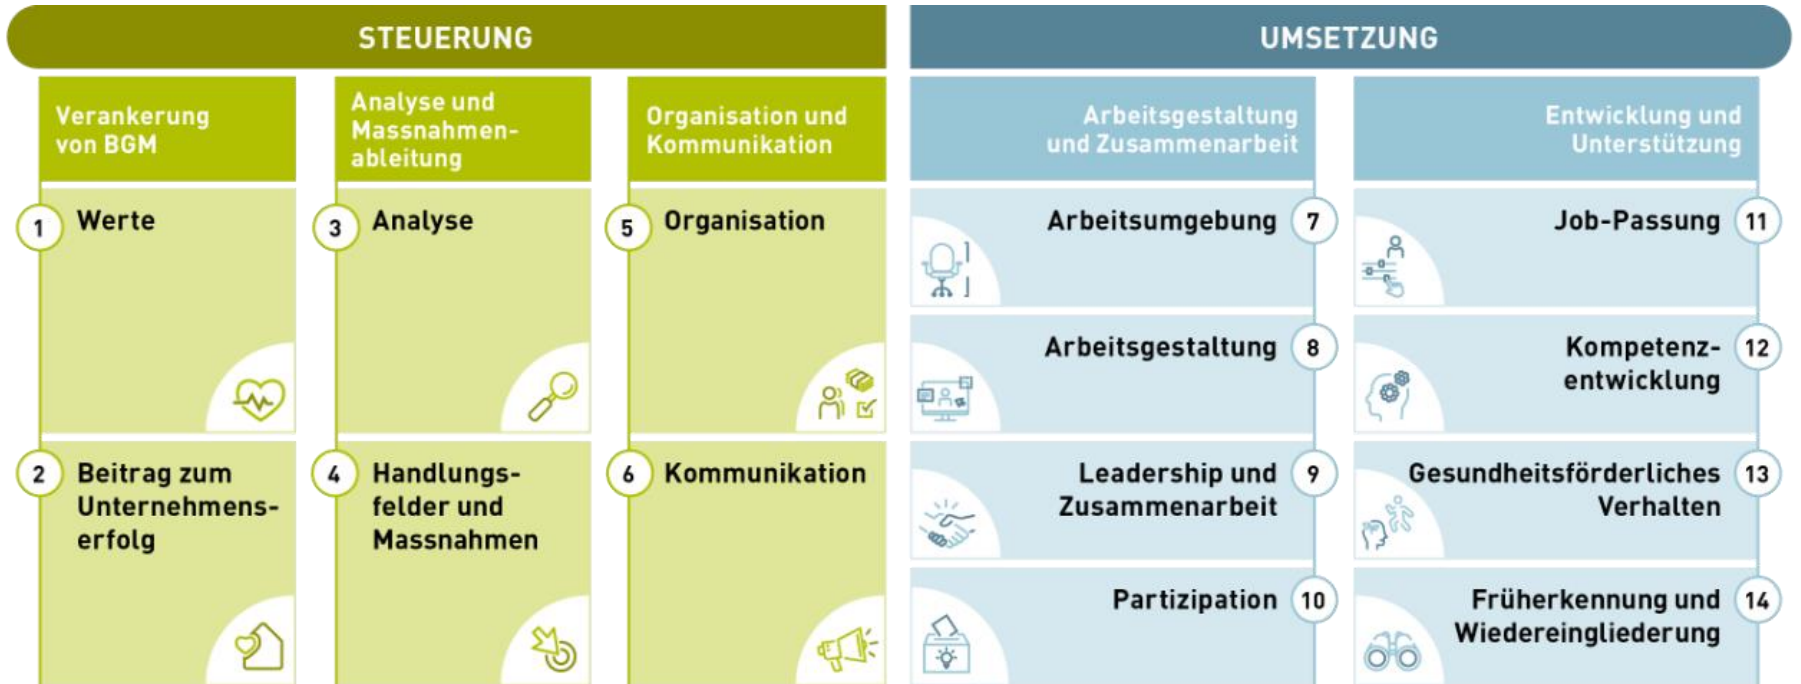 STEUERUNG
Verankerung
von BGM
1 Werte
2 Beitrag zum
Unternehmens-
erfolg
Analyse und
Massnahmen-
ableitung
3 Analyse
4 Handlungs-
felder und
Massnahmen
Organisation und
Kommunikation
5 Organisation
6 Kommunikation
UMSETZUNG
Arbeitsgestaltung
und Zusammenarbeit
Arbeitsumgebung 7
Arbeitsgestaltung 8
Leadership und 9
Zusammenarbeit
Partizipation 10
Entwicklung und
Unterstützung
Job-Passung 11
Kompetenz- 12
entwicklung
Gesundheitsförderliches 13
Verhalten
Früherkennung und 14
Wiedereingliederung